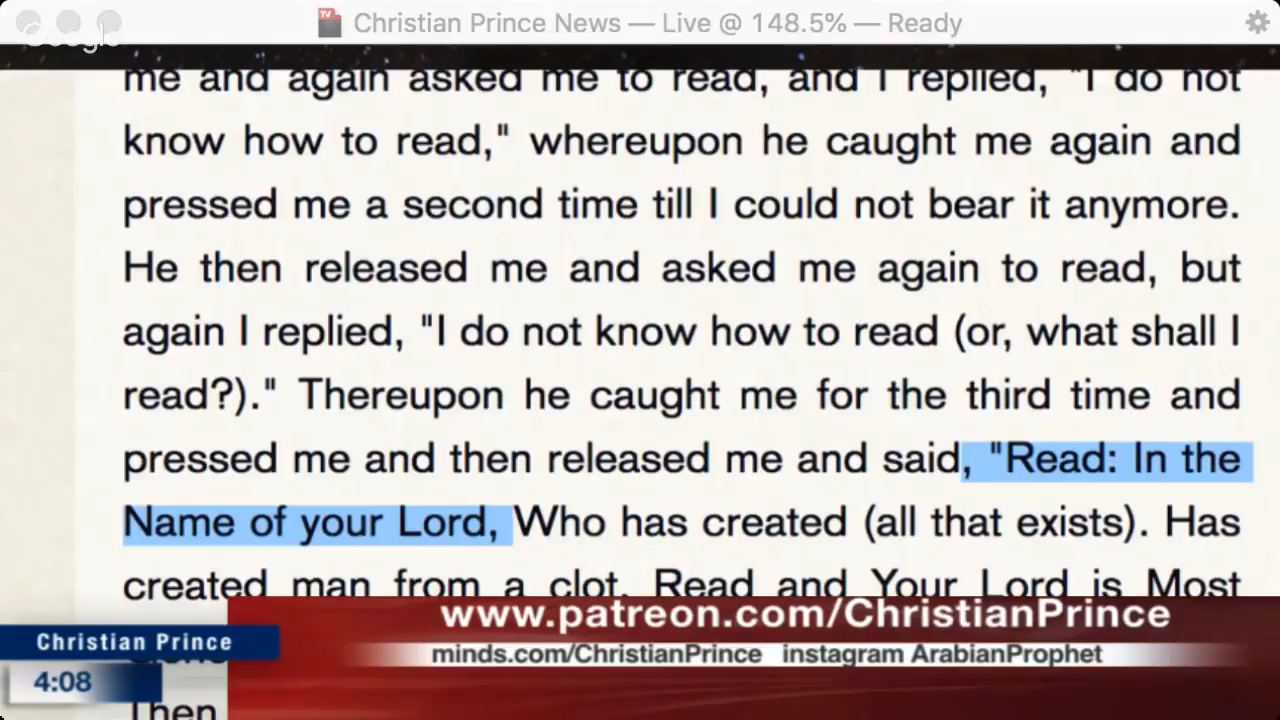 Christian Prince News — Live @ 148.5% — Ready
Google
me and again asked me to read, and I replied, "I do not
know how to read," whereupon he caught me again and
pressed me a second time till I could not bear it anymore.
He then released me and asked me again to read, but
again I replied, "I do not know how to read (or, what shall I
read?)." Thereupon he caught me for the third time and
pressed me and then released me and said, "Read: In the
Name of your Lord, Who has created (all that exists). Has
created man from a clot. Read and Your Lord is Most
Then
www.patreon.com/ChristianPrince
minds.com/ChristianPrince instagram ArabianProphet
Christian Prince
4:08